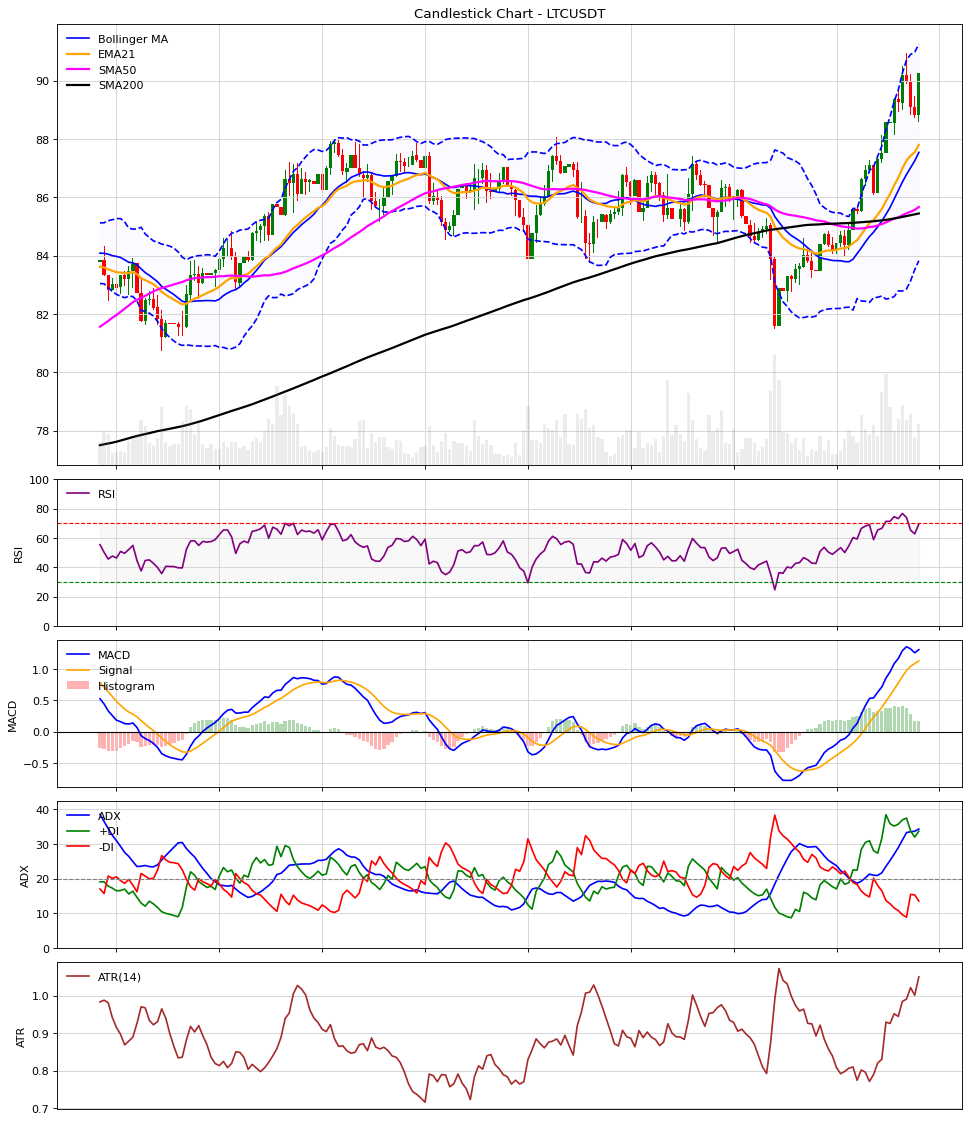 Candlestick Chart - LTCUSDT
Bollinger MA
EMA21
SMA50
SMA200
90
88
86
84
82
80
78
RSI
RSI
100
80
60
40
20
0
MACD
Signal
Histogram
MACD
1.0
0.5
0.0
−0.5
ADX
+DI
-DI
ADX
40
30
20
10
0
ATR(14)
ATR
1.0
0.9
0.8
0.7